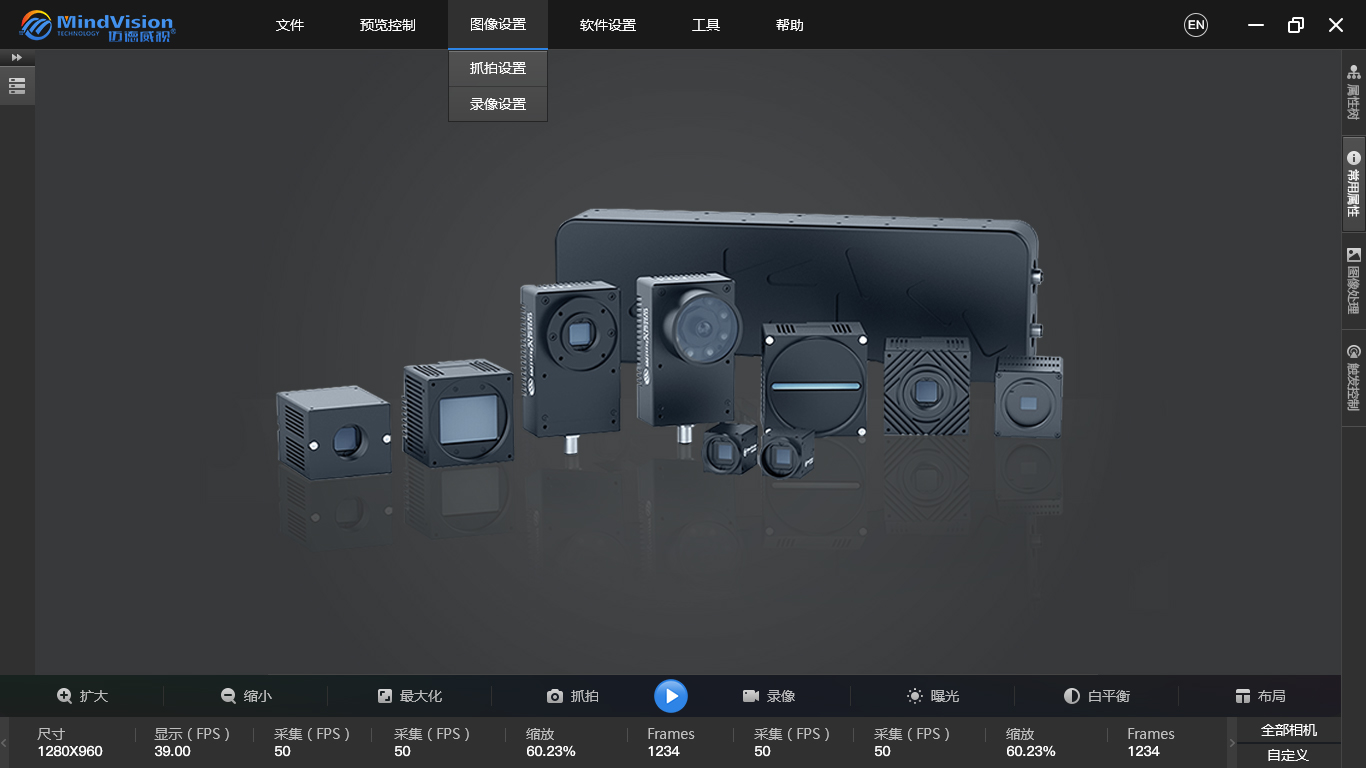 MindVision
TECHNOLOGY 迈德威视®
文件
预览控制
图像设置
软件设置
工具
帮助
EN
抓拍设置
录像设置
属性树
常用属性
图像处理
触发控制
MindVision
MindVision
扩大
缩小
最大化
抓拍
录像
曝光
白平衡
布局
尺寸
1280X960
显示（FPS）
39.00
采集（FPS）
50
采集（FPS）
50
缩放
60.23%
Frames
1234
采集（FPS）
50
采集（FPS）
50
缩放
60.23%
Frames
1234
全部相机
自定义